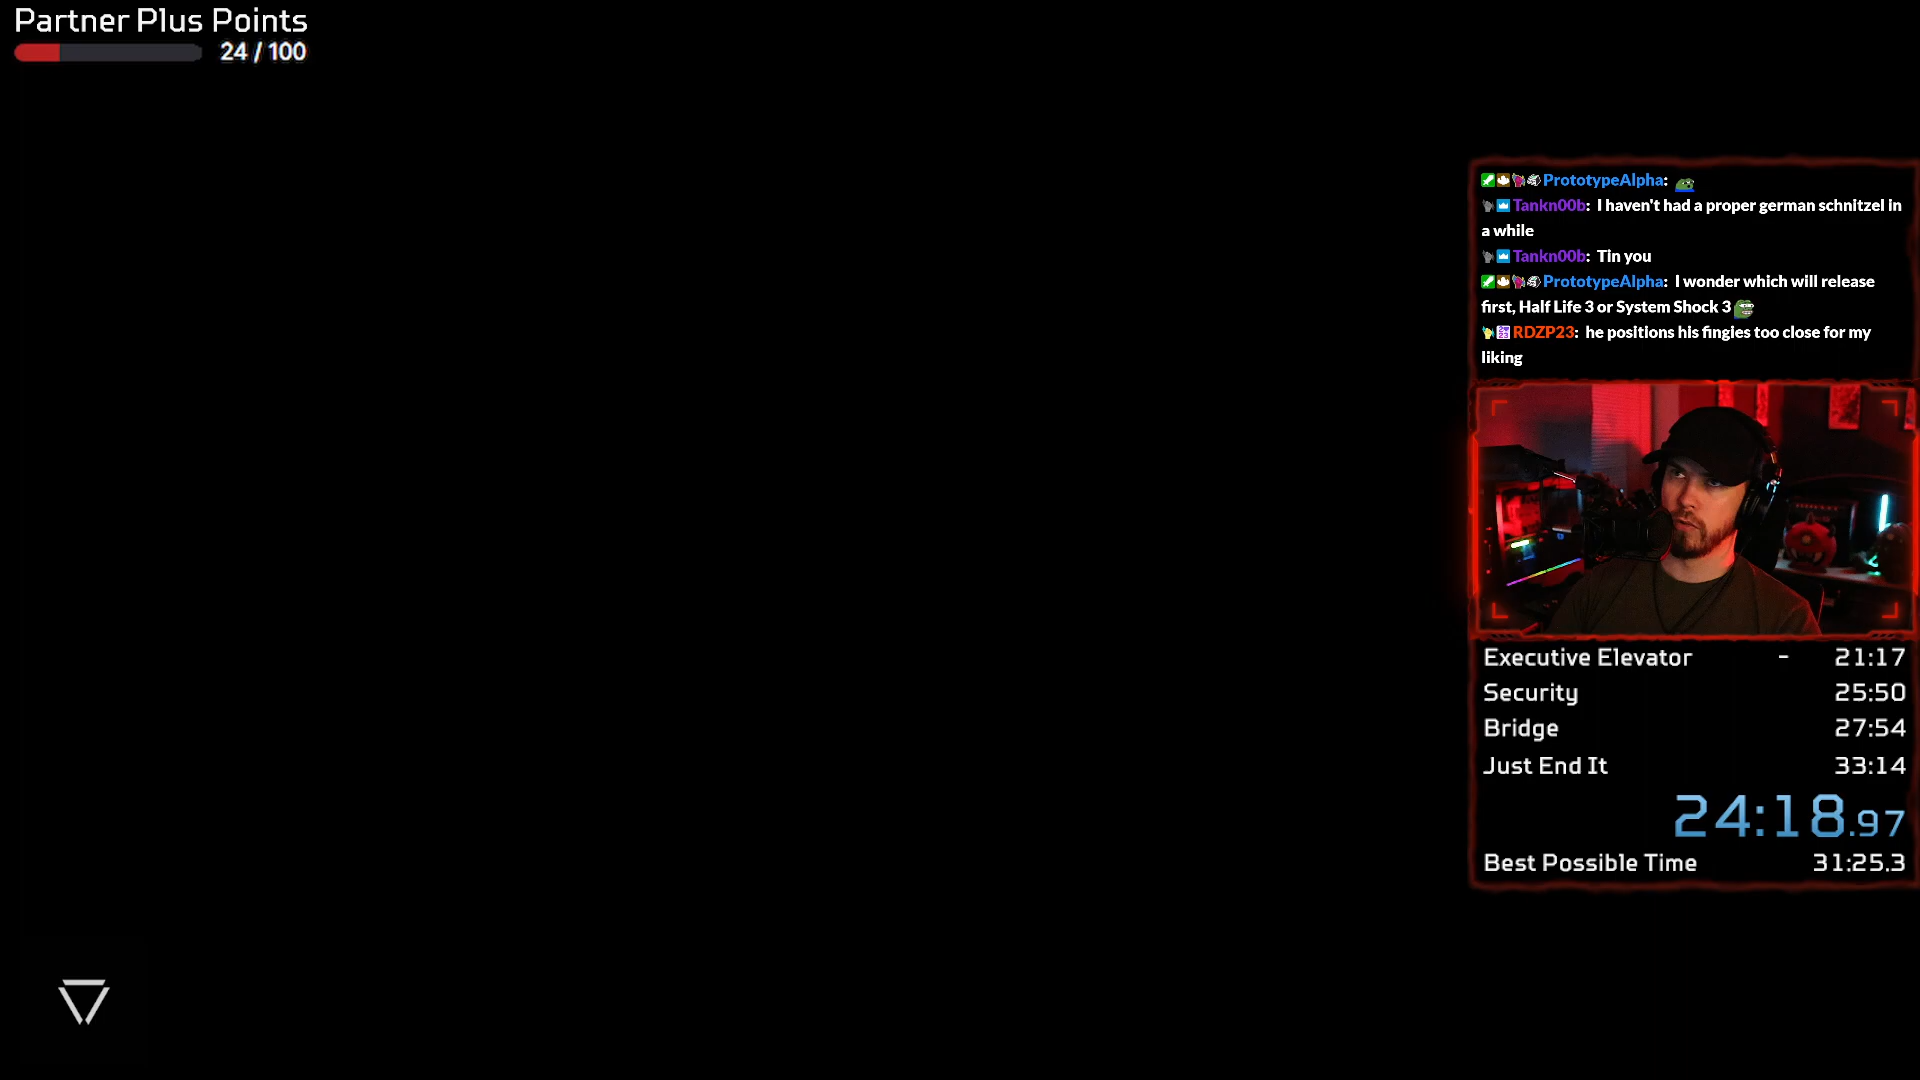 Partner Plus Points
24 / 100
PrototypeAlpha:
Tankn00b: I haven't had a proper german schnitzel in
a while
Tankn00b: Tin you
PrototypeAlpha: I wonder which will release
first, Half Life 3 or System Shock 3
RDZP23: he positions his fingies too close for my
liking
Executive Elevator - 21:17
Security 25:50
Bridge 27:54
Just End It 33:14
24:18.97
Best Possible Time 31:25.3